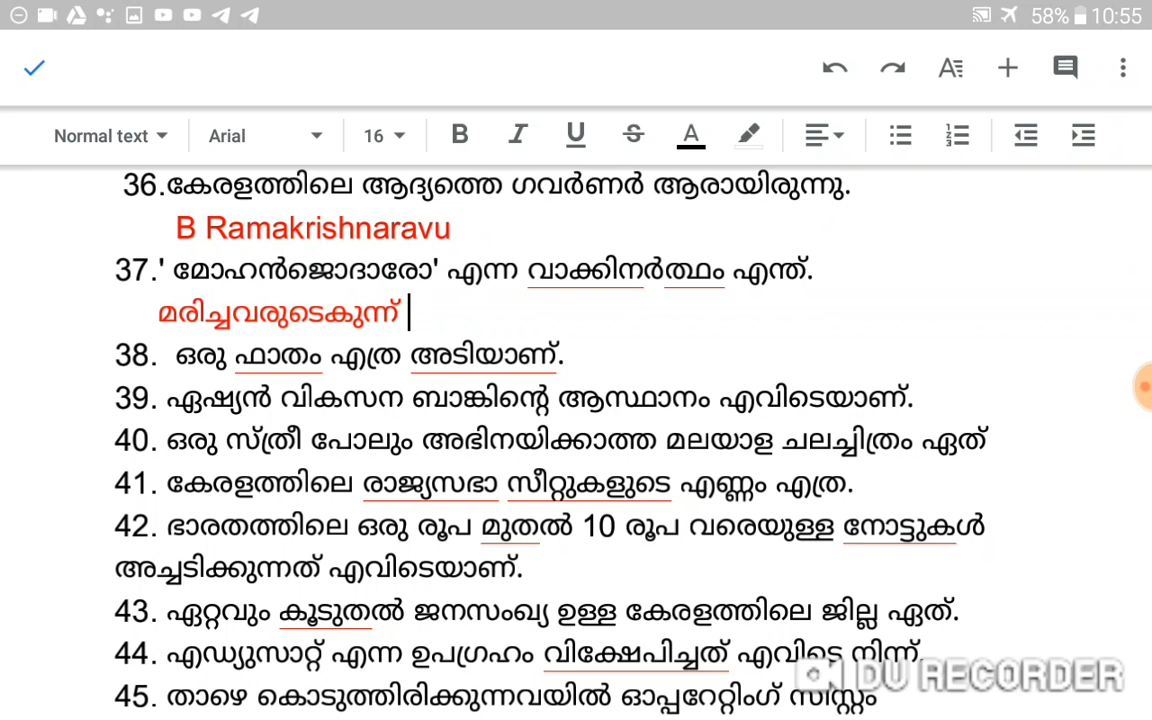 58% 10:55
Normal text Arial 16 B I U S A
36.കേരളത്തിലെ ആദ്യത്തെ ഗവർണർ ആരായിരുന്നു.
B Ramakrishnaravu
37.' മോഹൻജൊദാരോ' എന്ന വാക്കിനർത്ഥം എന്ത്.
മരിച്ചവരുടെകുന്ന്
38. ഒരു ഫാതം എത്ര അടിയാണ്.
39. ഏഷ്യൻ വികസന ബാങ്കിന്റെ ആസ്ഥാനം എവിടെയാണ്.
40. ഒരു സ്ത്രീ പോലും അഭിനയിക്കാത്ത മലയാള ചലച്ചിത്രം ഏത്
41. കേരളത്തിലെ രാജ്യസഭാ സീറ്റുകളുടെ എണ്ണം എത്ര.
42. ഭാരതത്തിലെ ഒരു രൂപ മുതൽ 10 രൂപ വരെയുള്ള നോട്ടുകൾ
അച്ചടിക്കുന്നത് എവിടെയാണ്.
43. ഏറ്റവും കൂടുതൽ ജനസംഖ്യ ഉള്ള കേരളത്തിലെ ജില്ല ഏത്.
44. എഡ്യുസാറ്റ് എന്ന ഉപഗ്രഹം വിക്ഷേപിച്ചത് എവിടെ നിന്ന്.
DU RECORDER
45. താഴെ കൊടുത്തിരിക്കുന്നവയിൽ ഓപ്പറേറ്റിംഗ് സിസ്റ്റം